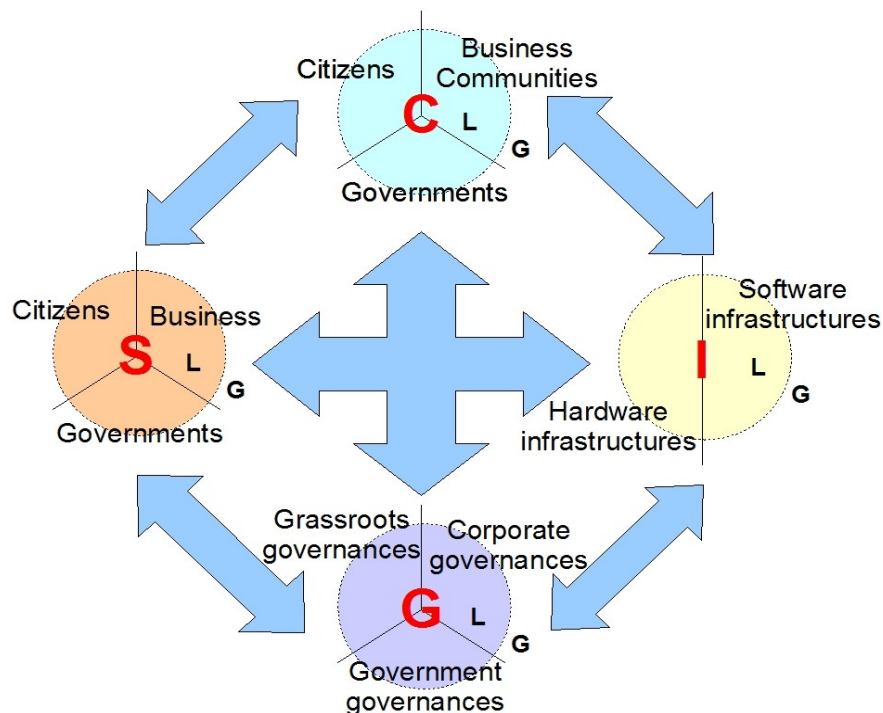 Citizens
Business
Communities
C
L
G
Governments
Citizens
Business
S
L
G
Governments
Software
infrastructures
I
L
G
Hardware
infrastructures
Grassroots
governances
Corporate
governances
G
L
G
Government
governances